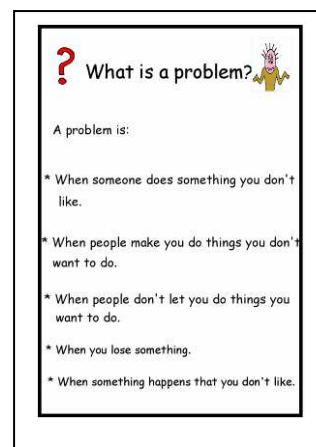 ? What is a problem?
A problem is:
* When someone does something you don't
like.
* When people make you do things you don't
want to do.
* When people don't let you do things you
want to do.
* When you lose something.
* When something happens that you don't like.